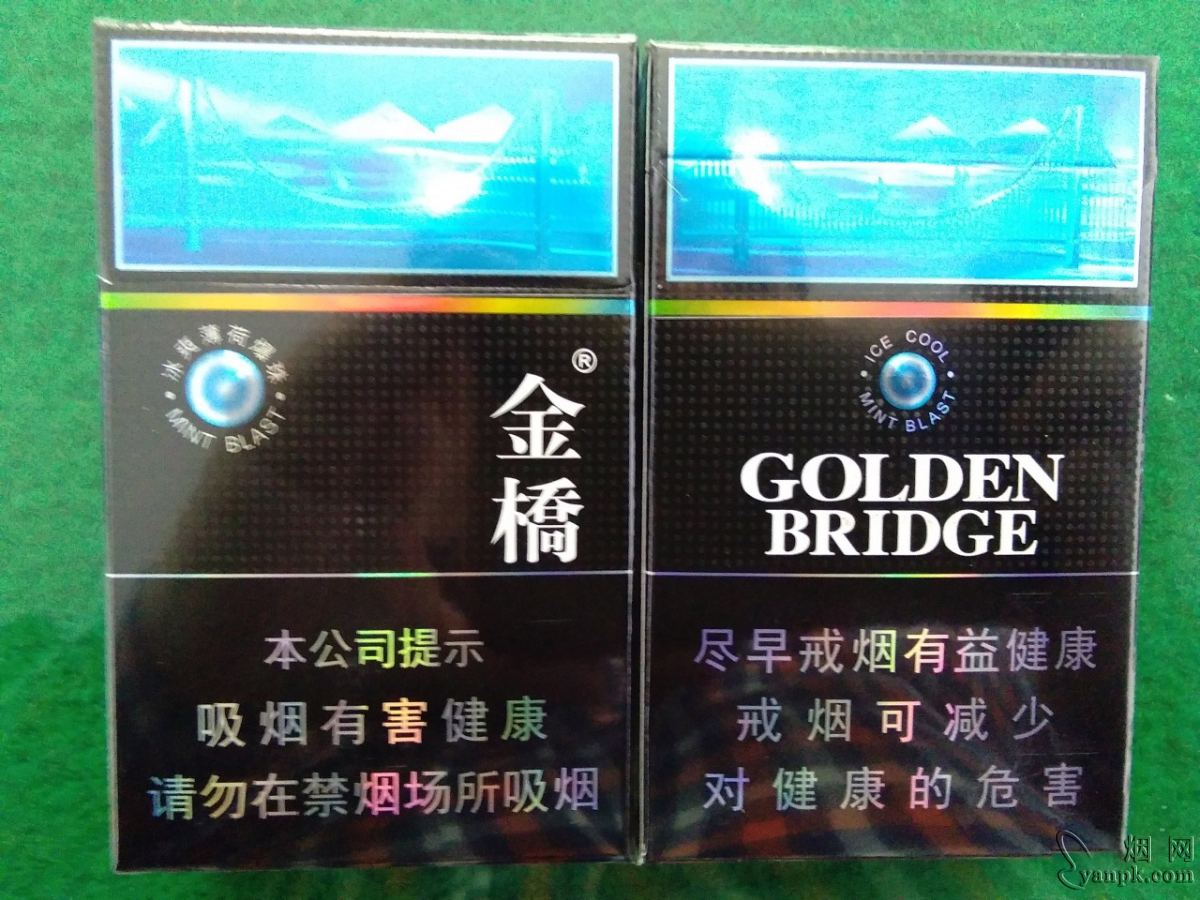 冰爽薄荷爆珠
MINT BLAST
®
金橋
本公司提示
吸烟有害健康
请勿在禁烟场所吸烟
ICE COOL
MINT BLAST
GOLDEN
BRIDGE
尽早戒烟有益健康
戒烟可减少
对健康的危害
烟网
yanpk.com